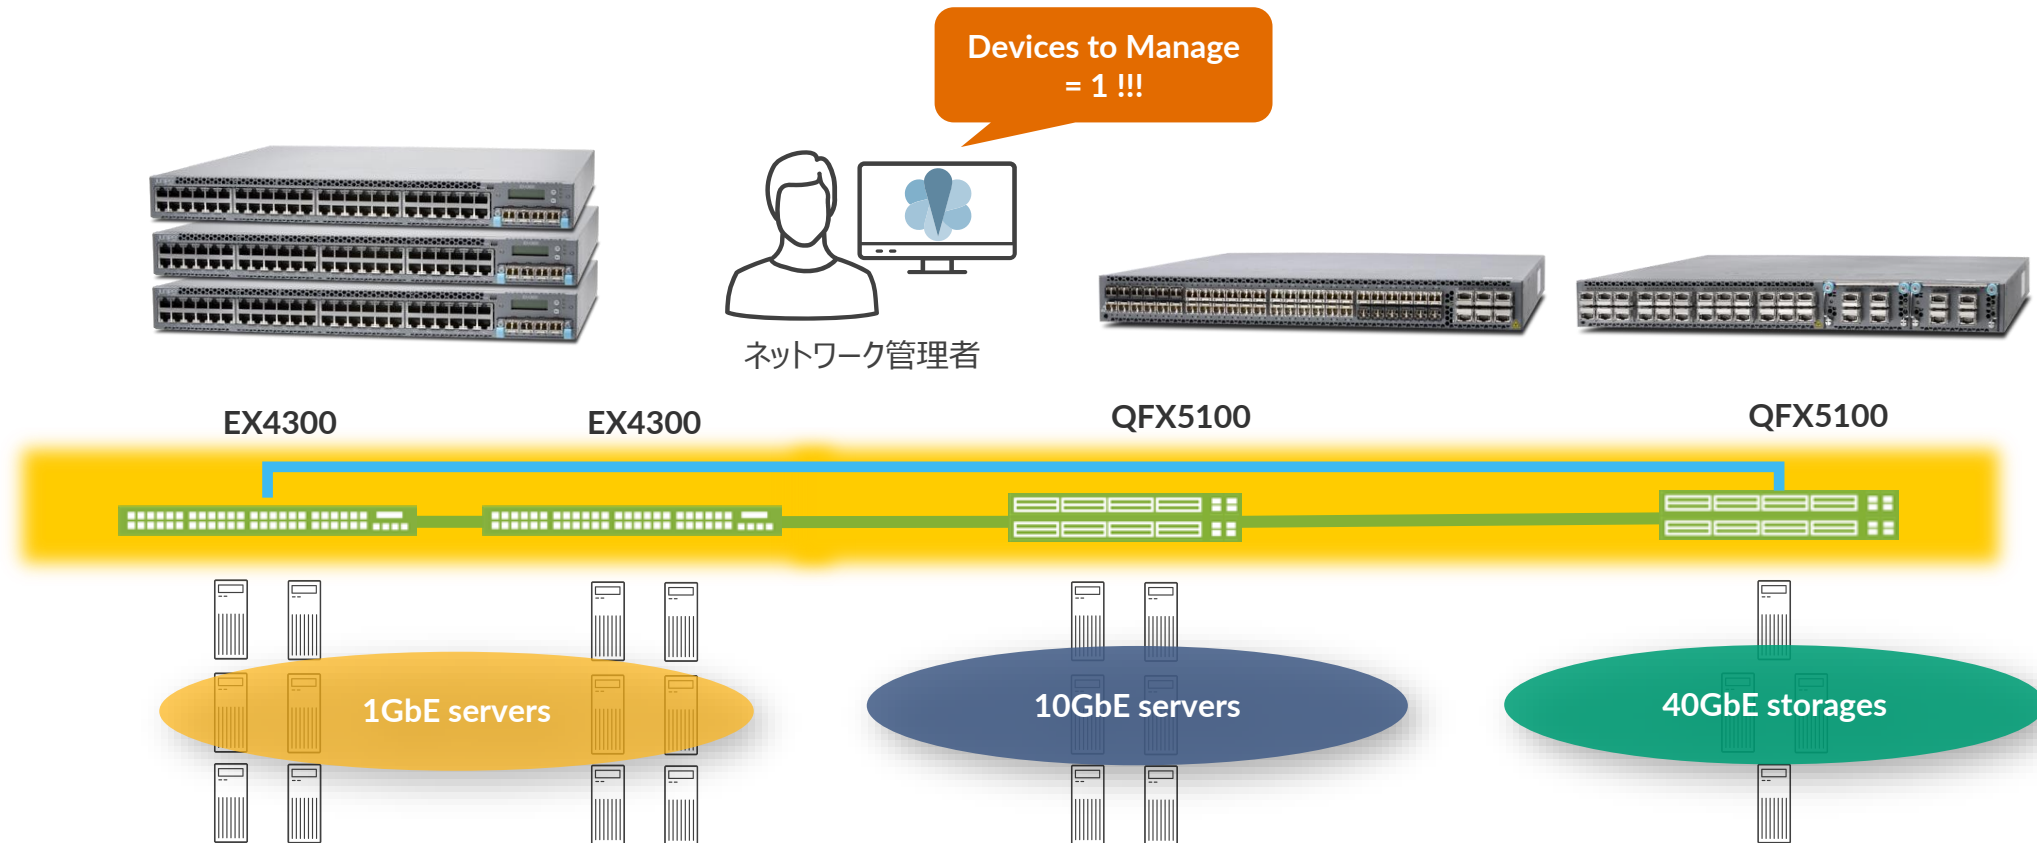 Devices to Manage
= 1 !!!
ネットワーク管理者
EX4300
EX4300
QFX5100
QFX5100
1GbE servers
10GbE servers
40GbE storages